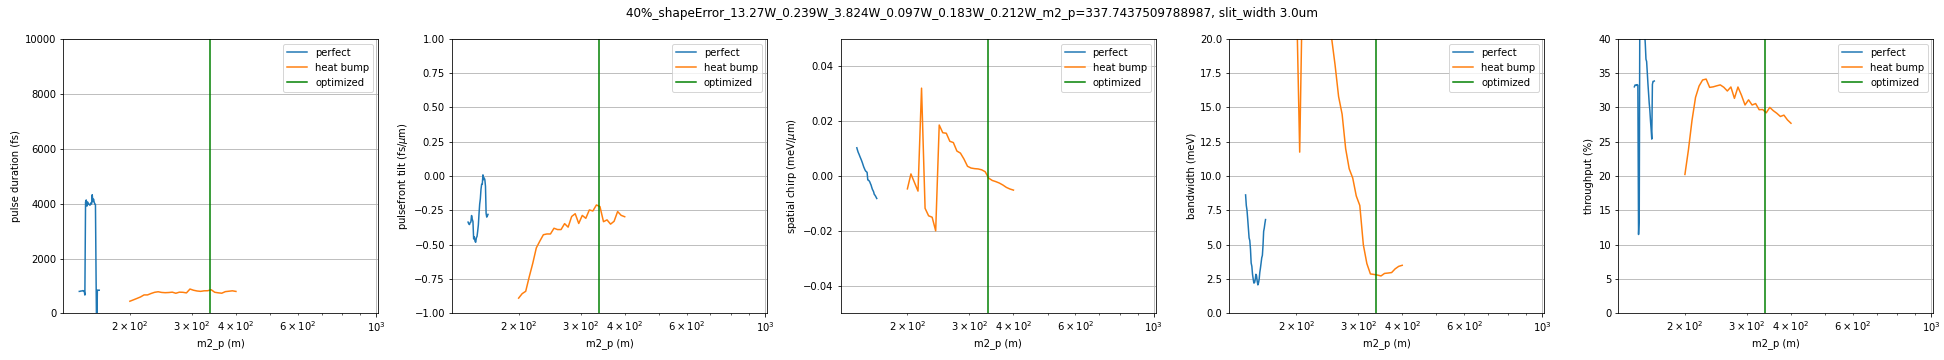 40%_shapeError_13.27W_0.239W_3.824W_0.097W_0.183W_0.212W_m2_p=337.7437509788987, slit_width 3.0um
pulse duration (fs)
10000
8000
6000
4000
2000
0
perfect
heat bump
optimized
2 × 10² 3 × 10² 4 × 10² 6 × 10² 10³
m2_p (m)
pulsefront tilt (fs/μm)
1.00
0.75
0.50
0.25
0.00
−0.25
−0.50
−0.75
−1.00
perfect
heat bump
optimized
2 × 10² 3 × 10² 4 × 10² 6 × 10² 10³
m2_p (m)
spatial chirp (meV/μm)
0.04
0.02
0.00
−0.02
−0.04
perfect
heat bump
optimized
2 × 10² 3 × 10² 4 × 10² 6 × 10² 10³
m2_p (m)
bandwidth (meV)
20.0
17.5
15.0
12.5
10.0
7.5
5.0
2.5
0.0
perfect
heat bump
optimized
2 × 10² 3 × 10² 4 × 10² 6 × 10² 10³
m2_p (m)
throughput (%)
40
35
30
25
20
15
10
5
0
perfect
heat bump
optimized
2 × 10² 3 × 10² 4 × 10² 6 × 10² 10³
m2_p (m)